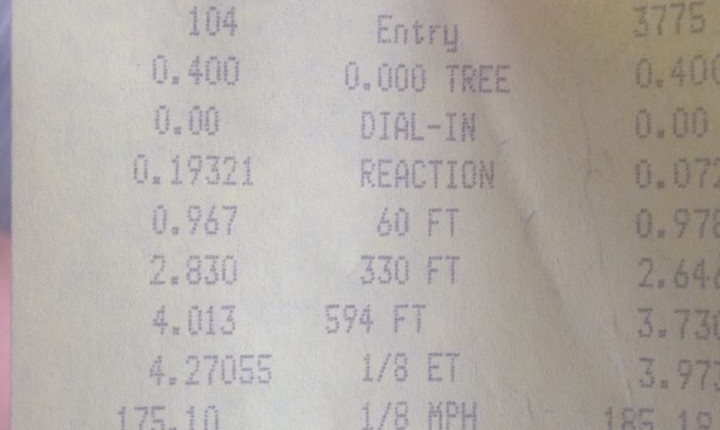 104 Entry 3775
0.400 0.000 TREE 0.40
0.00 DIAL-IN 0.00
0.19321 REACTION 0.07
0.967 60 FT 0.97
2.830 330 FT 2.64
4.013 594 FT 3.73
4.27055 1/8 ET 3.97
175.10 1/8 MPH 185.19